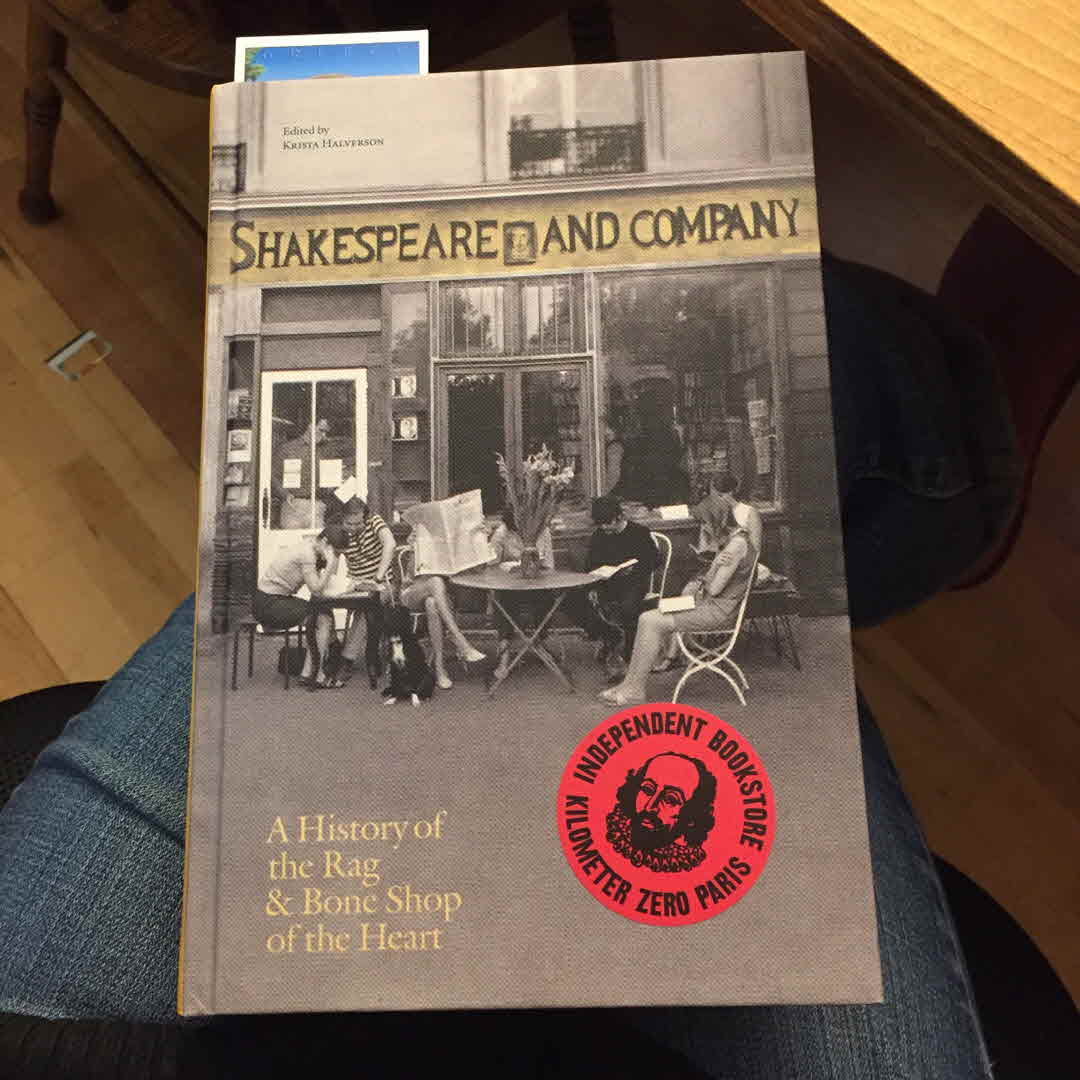 Edited by
KRISTA HALVERSON
SHAKESPEARE AND COMPANY
INDEPENDENT BOOKSTORE
KILOMETER ZERO PARIS
A History of
the Rag
& Bone Shop
of the Heart